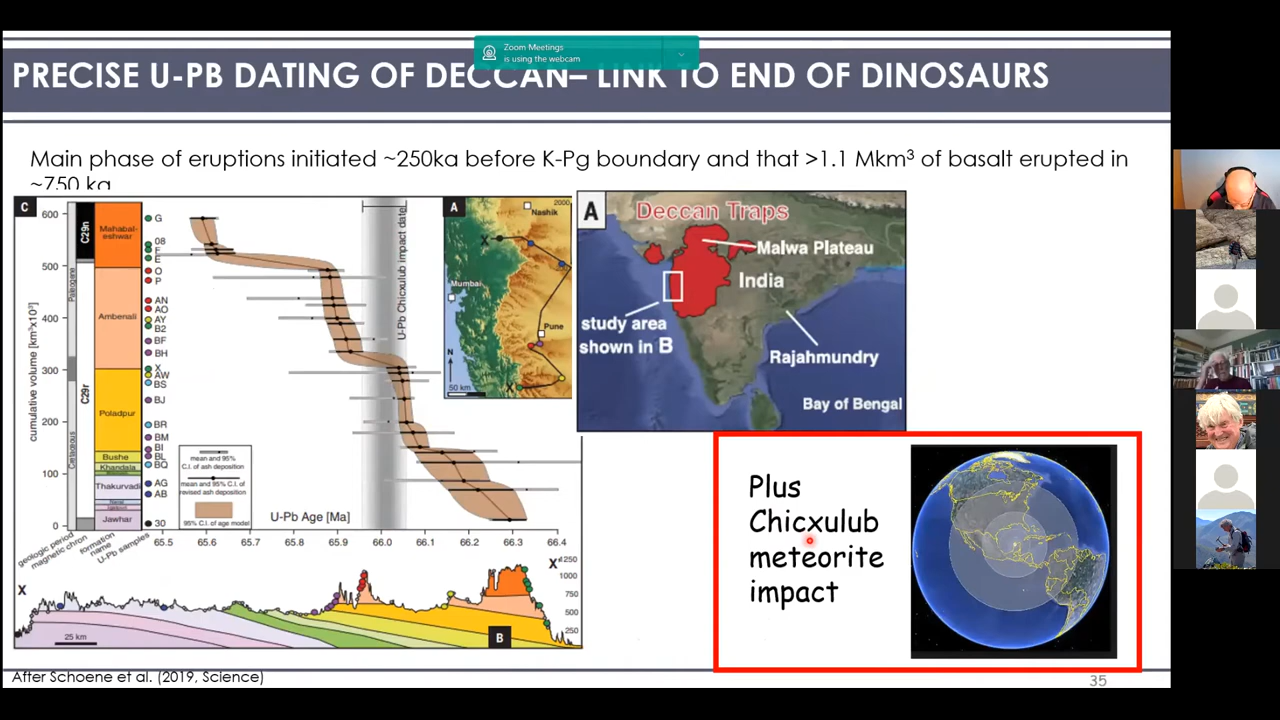 Zoom Meetings
is using the webcam
PRECISE U-PB DATING OF DECCAN– LINK TO END OF DINOSAURS
Main phase of eruptions initiated ~250ka before K-Pg boundary and that >1.1 Mkm³ of basalt erupted in
~750 ka
C
cumulative volume [km³x10³]
600
500
400
300
200
100
0
Paleogene
Cretaceous
C29n
C29r
Mahabal-
eshwar
Ambenali
Poladpur
Bushe
Khandala
Thakurvadi
Jawhar
G
08
F
E
O
P
AN
AO
AY
B2
BF
BH
X
AW
BS
BJ
BR
BM
BI
BL
BQ
AG
AB
30
U-Pb Chicxulub impact date
mean and 95%
C.I. of ash deposition
mean and 95% C.I. of
revised ash deposition
95% C.I. of age model
U-Pb Age [Ma]
65.5 65.6 65.7 65.8 65.9 66.0 66.1 66.2 66.3 66.4
geologic period
magnetic chron
formation
name
U-Pb samples
A
2000
Nashik
X
Mumbai
Pune
N
50 km
X'
A
Deccan Traps
Malwa Plateau
India
study area
shown in B
Rajahmundry
Bay of Bengal
X
X'
1250
1000
750
500
250
25 km
B
Plus
Chicxulub
meteorite
impact
After Schoene et al. (2019, Science)
35